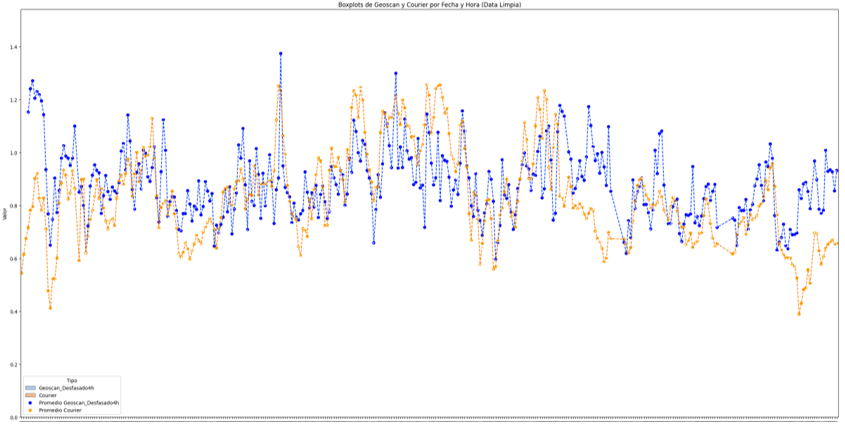 Boxplots de Geoscan y Courier por Fecha y Hora (Data Limpia)
1.4
1.2
1.0
0.8
0.6
0.4
0.2
0.0
Valor
Tipo
Geoscan_Desfasado4h
Courier
Promedio Geoscan_Desfasado4h
Promedio Courier